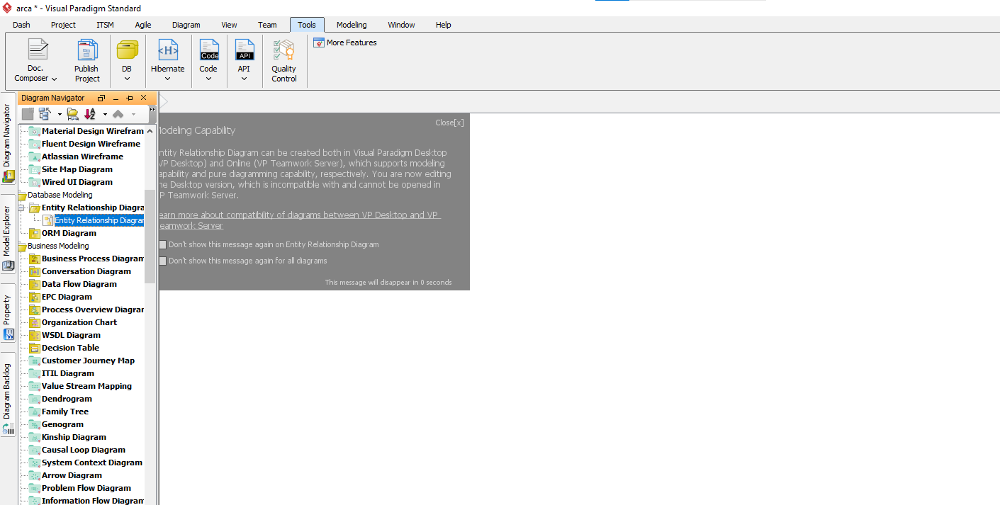 arca * - Visual Paradigm Standard
Dash Project ITSM Agile Diagram View Team Tools Modeling Window Help
Doc. Composer
Publish Project
DB
<H> Hibernate
Code Code
API API
Quality Control
More Features
Diagram Navigator
Diagram Navigator
Model Explorer
Property
Diagram Backlog
Material Design Wirefram
Fluent Design Wireframe
Atlassian Wireframe
Site Map Diagram
Wired UI Diagram
Database Modeling
Entity Relationship Diagra
Entity Relationship Diagrar
ORM Diagram
Business Modeling
Business Process Diagram
Conversation Diagram
Data Flow Diagram
EPC Diagram
Process Overview Diagrar
Organization Chart
WSDL Diagram
Decision Table
Customer Journey Map
ITIL Diagram
Value Stream Mapping
Dendrogram
Family Tree
Genogram
Kinship Diagram
Causal Loop Diagram
System Context Diagram
Arrow Diagram
Problem Flow Diagram
Information Flow Diagram
Close[x]
Modeling Capability
ntity Relationship Diagram can be created both in Visual Paradigm Desktop
VP Desktop) and Online (VP Teamwork Server), which supports modeling
apability and pure diagramming capability, respectively. You are now editing
he Desktop version, which is incompatible with and cannot be opened in
P Teamwork Server.
earn more about compatibility of diagrams between VP Desktop and VP
eamwork Server
Don't show this message again on Entity Relationship Diagram
Don't show this message again for all diagrams
This message will disappear in 0 seconds